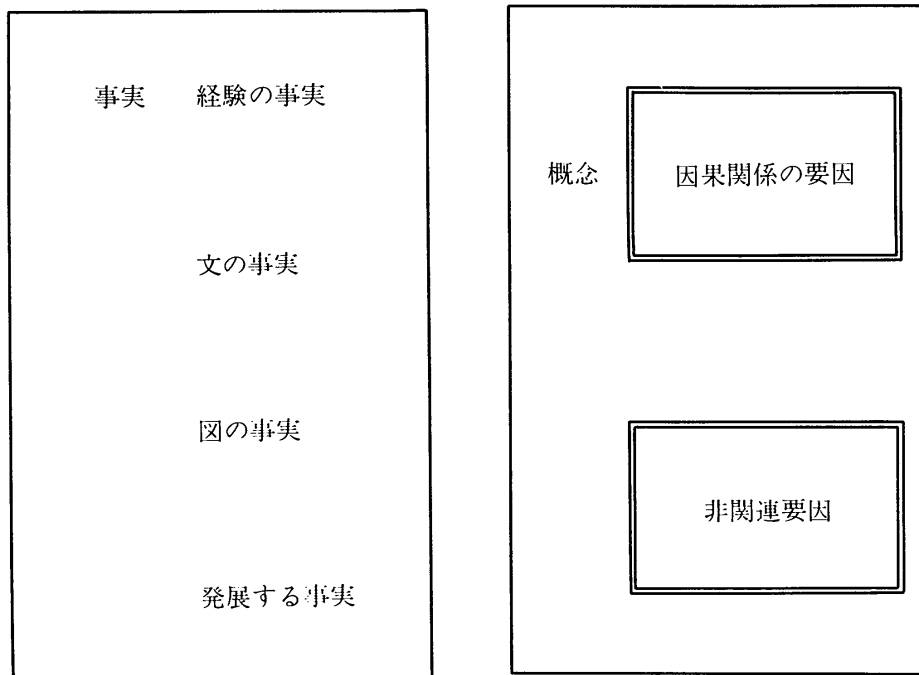 事実 経験の事実
文の事実
図の事実
発展する事実
概念
因果関係の要因
非関連要因